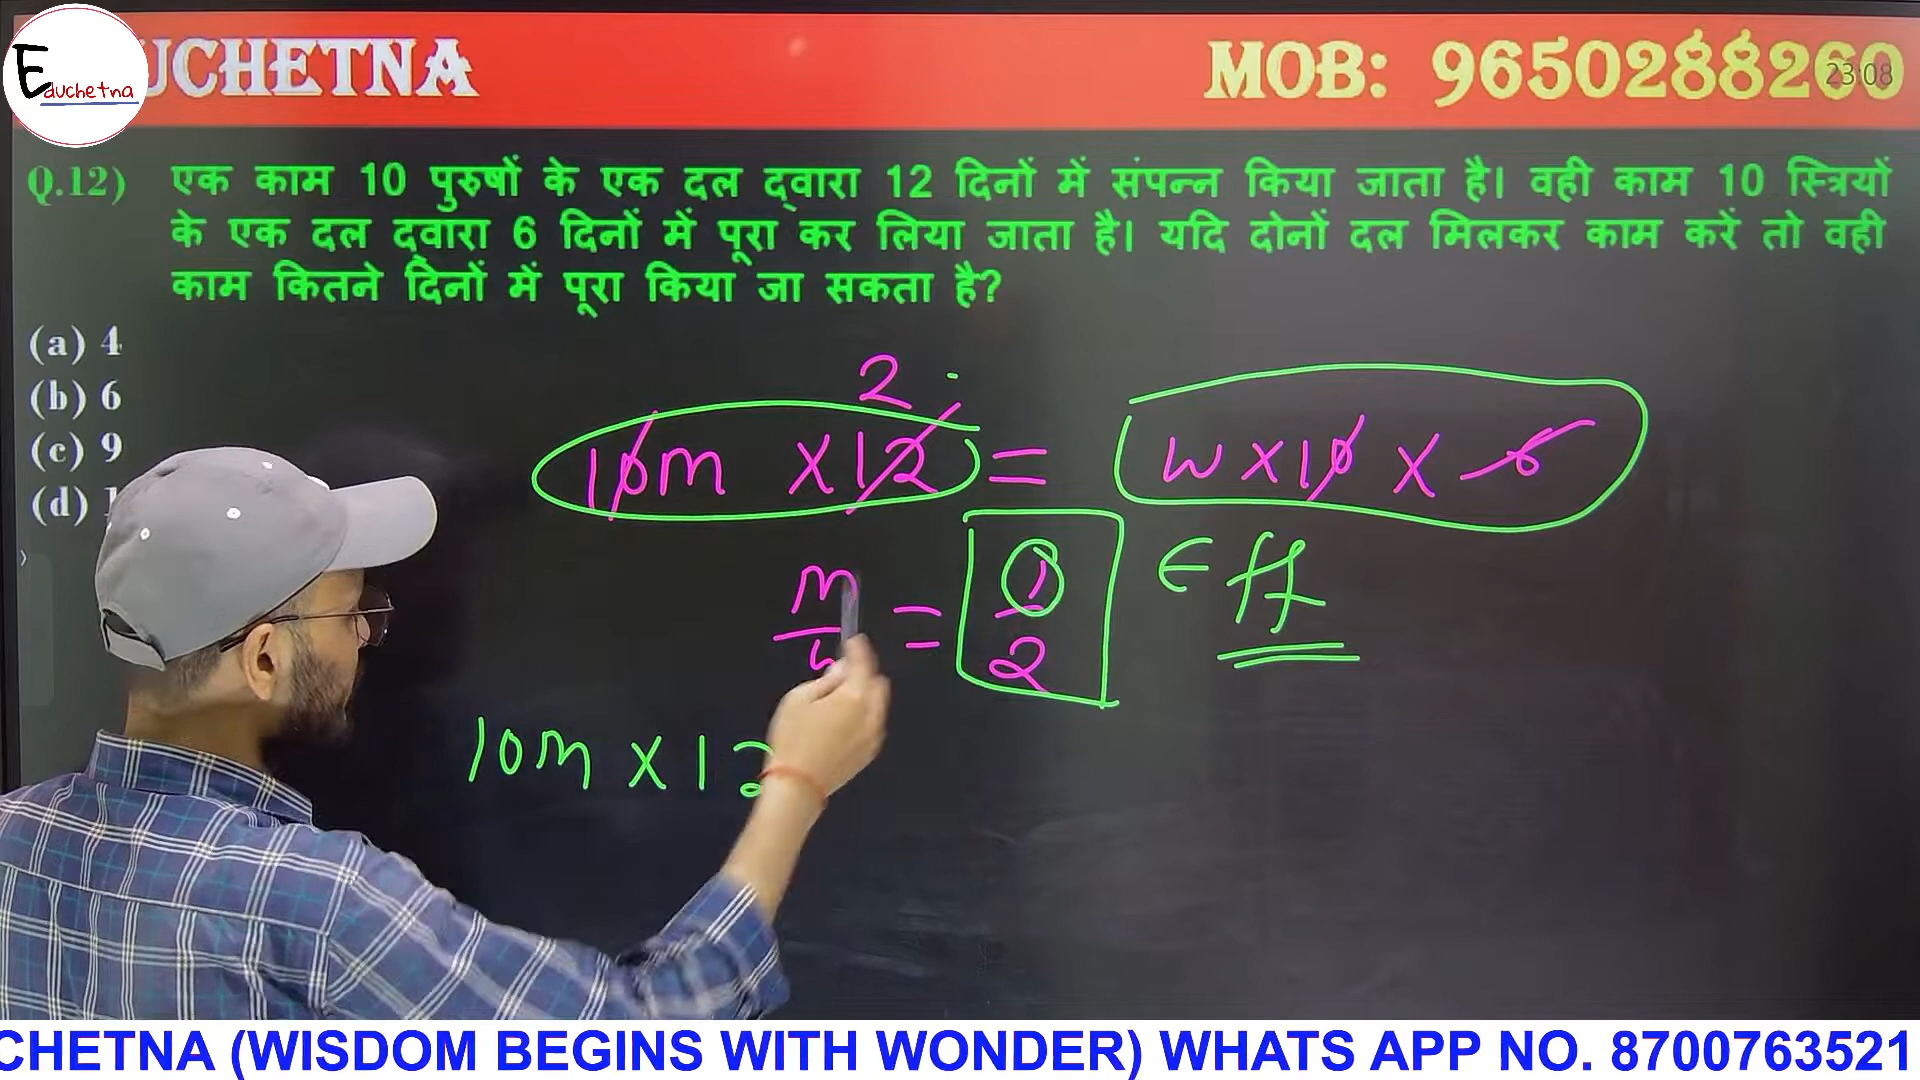 Educhetna
UCHETNA MOB: 9650288260
23:08
Q.12) एक काम 10 पुरुषों के एक दल द्वारा 12 दिनों में संपन्न किया जाता है। वही काम 10 स्त्रियों
के एक दल द्वारा 6 दिनों में पूरा कर लिया जाता है। यदि दोनों दल मिलकर काम करें तो वही
काम कितने दिनों में पूरा किया जा सकता है?
(a) 4
(b) 6
(c) 9
(d)
2
10m x 12 = w x 10 x 6
m = 1 Eff
2
10m x 12
CHETNA (WISDOM BEGINS WITH WONDER) WHATS APP NO. 8700763521